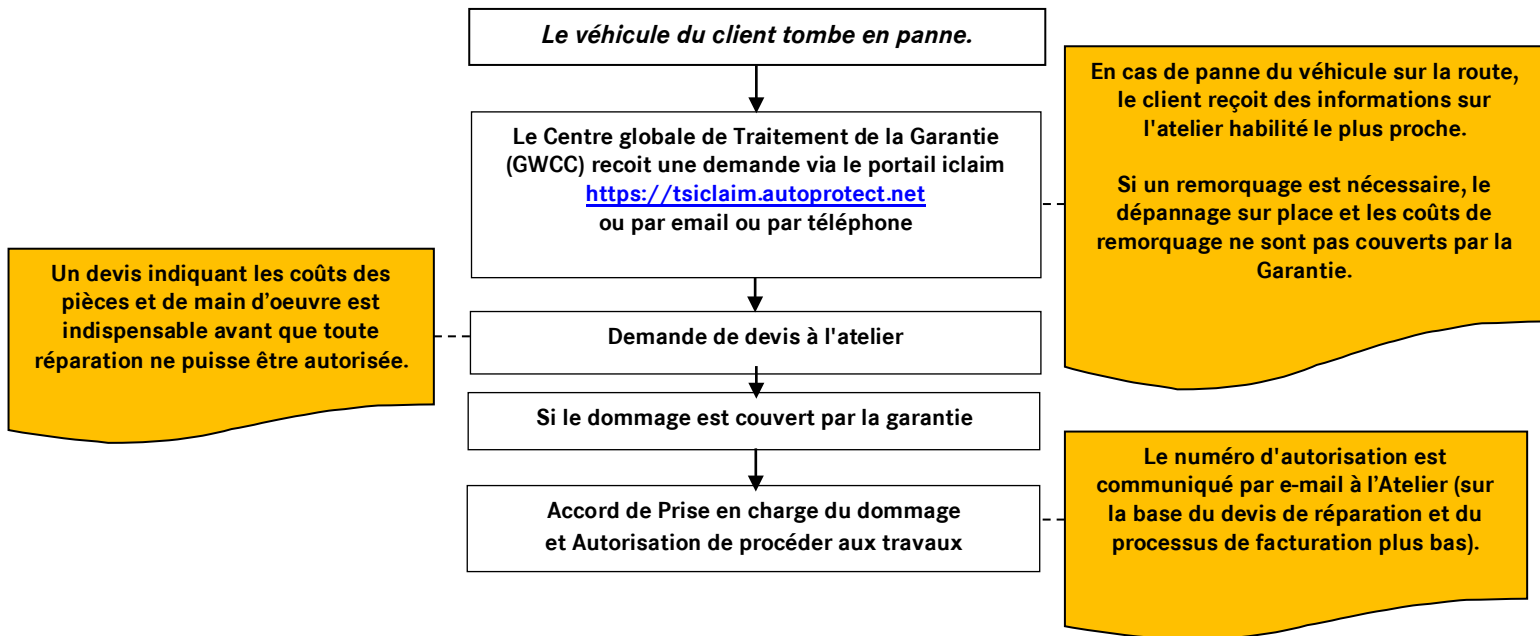 Le véhicule du client tombe en panne.
En cas de panne du véhicule sur la route,
le client reçoit des informations sur
l'atelier habilité le plus proche.
Si un remorquage est nécessaire, le
dépannage sur place et les coûts de
remorquage ne sont pas couverts par la
Garantie.
Le Centre globale de Traitement de la Garantie
(GWCC) recoit une demande via le portail iclaim
https://tsiclaim.autoprotect.net
ou par email ou par téléphone
Un devis indiquant les coûts des
pièces et de main d’oeuvre est
indispensable avant que toute
réparation ne puisse être autorisée.
Demande de devis à l'atelier
Si le dommage est couvert par la garantie
Accord de Prise en charge du dommage
et Autorisation de procéder aux travaux
Le numéro d'autorisation est
communiqué par e-mail à l’Atelier (sur
la base du devis de réparation et du
processus de facturation plus bas).